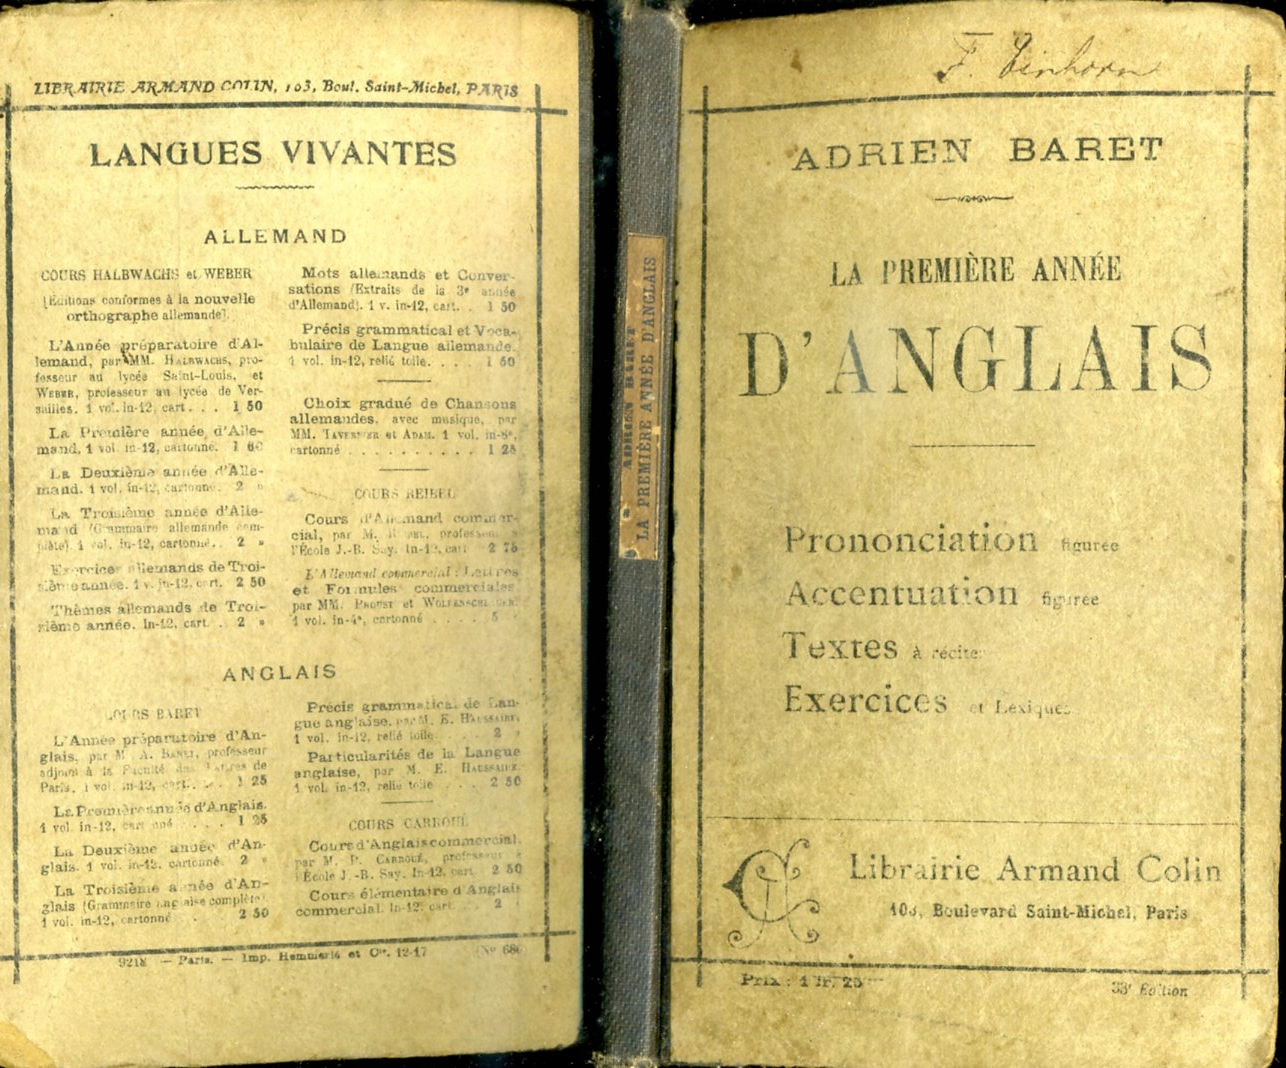 LIBRAIRIE ARMAND COLIN, 103, Boul. Saint-Michel, PARIS
LANGUES VIVANTES
ALLEMAND
COURS HALBWACHS et WEBER
[Éditions conformes à la nouvelle
orthographe allemande].
L'Année préparatoire d'Al-
lemand, par MM. HALBWACHS, pro-
fesseur au lycée Saint-Louis, et
WEBER, professeur au lycée de Ver-
sailles. 1 vol. in-12, cart. . . 1 50
La Première année d'Alle-
mand. 1 vol. in-12, cartonné. 1
La Deuxième année d'Alle-
mand. 1 vol. in-12, cartonné. 2 »
La Troisième année d'Alle-
mand (Grammaire allemande com-
plète). 1 vol. in-12, cartonné. . 2 »
Exercices allemands de Troi-
sième année. 1 v. in-12, cart. 2 50
Thèmes allemands de Troi-
sième année. In-12, cart. . 2 »
Mots allemands et Conver-
sations (Extraits de la 3e année
d'Allemand). 1 v. in-12, cart. . 1 50
Précis grammatical et Voca-
bulaire de Langue allemande.
1 vol. in-12, relié toile. . . . . 1 50
Choix gradué de Chansons
allemandes, avec musique, par
MM. TAVERNIER et ADAM. 1 vol. in-8°,
cartonné . . . . . . . . . . 1 25
COURS REIBEL
Cours d'Allemand commer-
cial, par M. REIBEL, professeur à
l'École J.-B. Say. In-12, cart 2 75
L'Allemand commercial : Lettres
et Formules commerciales
par MM. et
1 vol. in-4°, cartonné . . . . . 5
ANGLAIS
COURS BARET
L'Année préparatoire d'An-
glais, par M. A. BARET, professeur
adjoint à la Faculté des Lettres de
Paris. 1 vol. in-12, cart. . . . 1 25
La Première année d'Anglais.
1 vol. in-12, cartonné . . . . 1 25
La Deuxième année d'An-
glais. 1 vol. in-12, cartonné. 2 »
La Troisième année d'An-
glais (Grammaire anglaise complète)
1 vol. in-12, cartonné . 2 50
Précis grammatical de Lan-
gue anglaise, par M. E. HAUSSAIRE.
1 vol. in-12, relié toile. . . . . 2 »
Particularités de la Langue
anglaise, par M. E. HAUSSAIRE.
1 vol. in-12, relié toile . . . 2 50
COURS CARROUÉ
Cours d'Anglais commercial,
par M. P. CARROUÉ, professeur à
l'École J.-B. Say. In-12, cart 2 50
Cours élémentaire d'Anglais
commercial. In-12, cart. . . 2
— Paris. — Imp. Hemmerlé et Cie. 12-17
ADRIEN BARET
LA PREMIÈRE ANNÉE D'ANGLAIS
F. Einhorn
ADRIEN BARET
LA PREMIÈRE ANNÉE
D'ANGLAIS
Prononciation figurée
Accentuation figurée
Textes à réciter
Exercices et Lexiques
Librairie Armand Colin
103, Boulevard Saint-Michel, Paris
Prix : 1 fr. 25
33e Édition